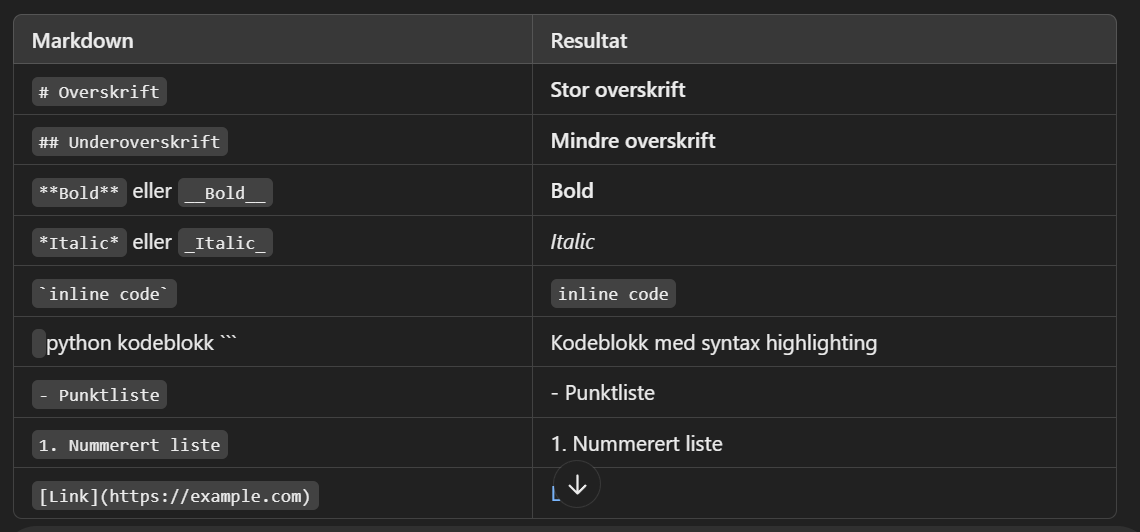 Markdown Resultat
# Overskrift Stor overskrift
## Underoverskrift Mindre overskrift
**Bold** eller __Bold__ Bold
*Italic* eller _Italic_ Italic
`inline code` inline code
python kodeblokk ``` Kodeblokk med syntax highlighting
- Punktliste - Punktliste
1. Nummerert liste 1. Nummerert liste
[Link](https://example.com)